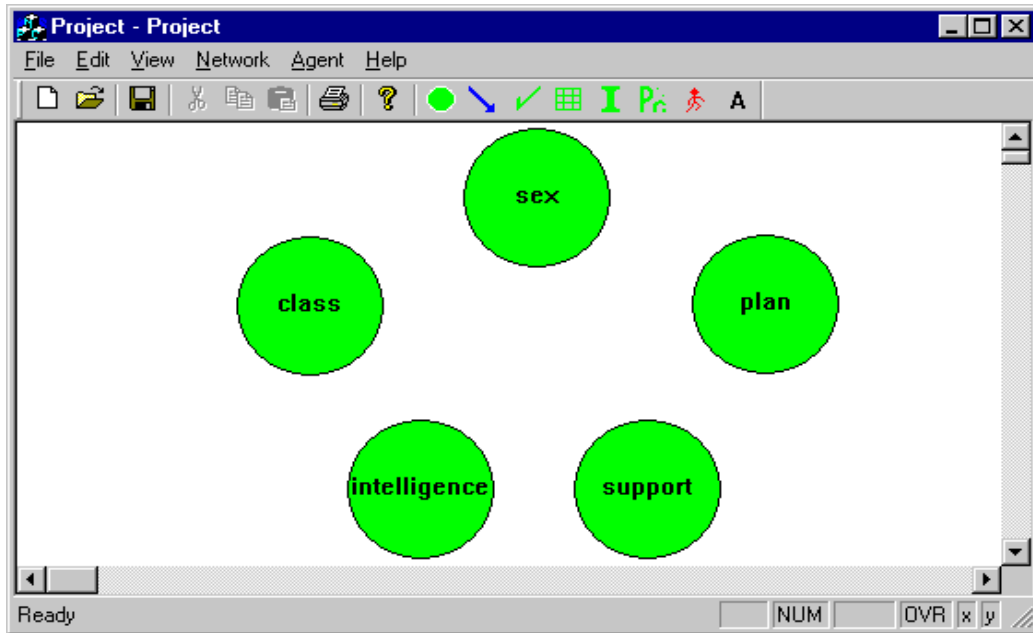 Project - Project
File Edit View Network Agent Help
A
sex
class
plan
intelligence
support
Ready NUM OVR x y